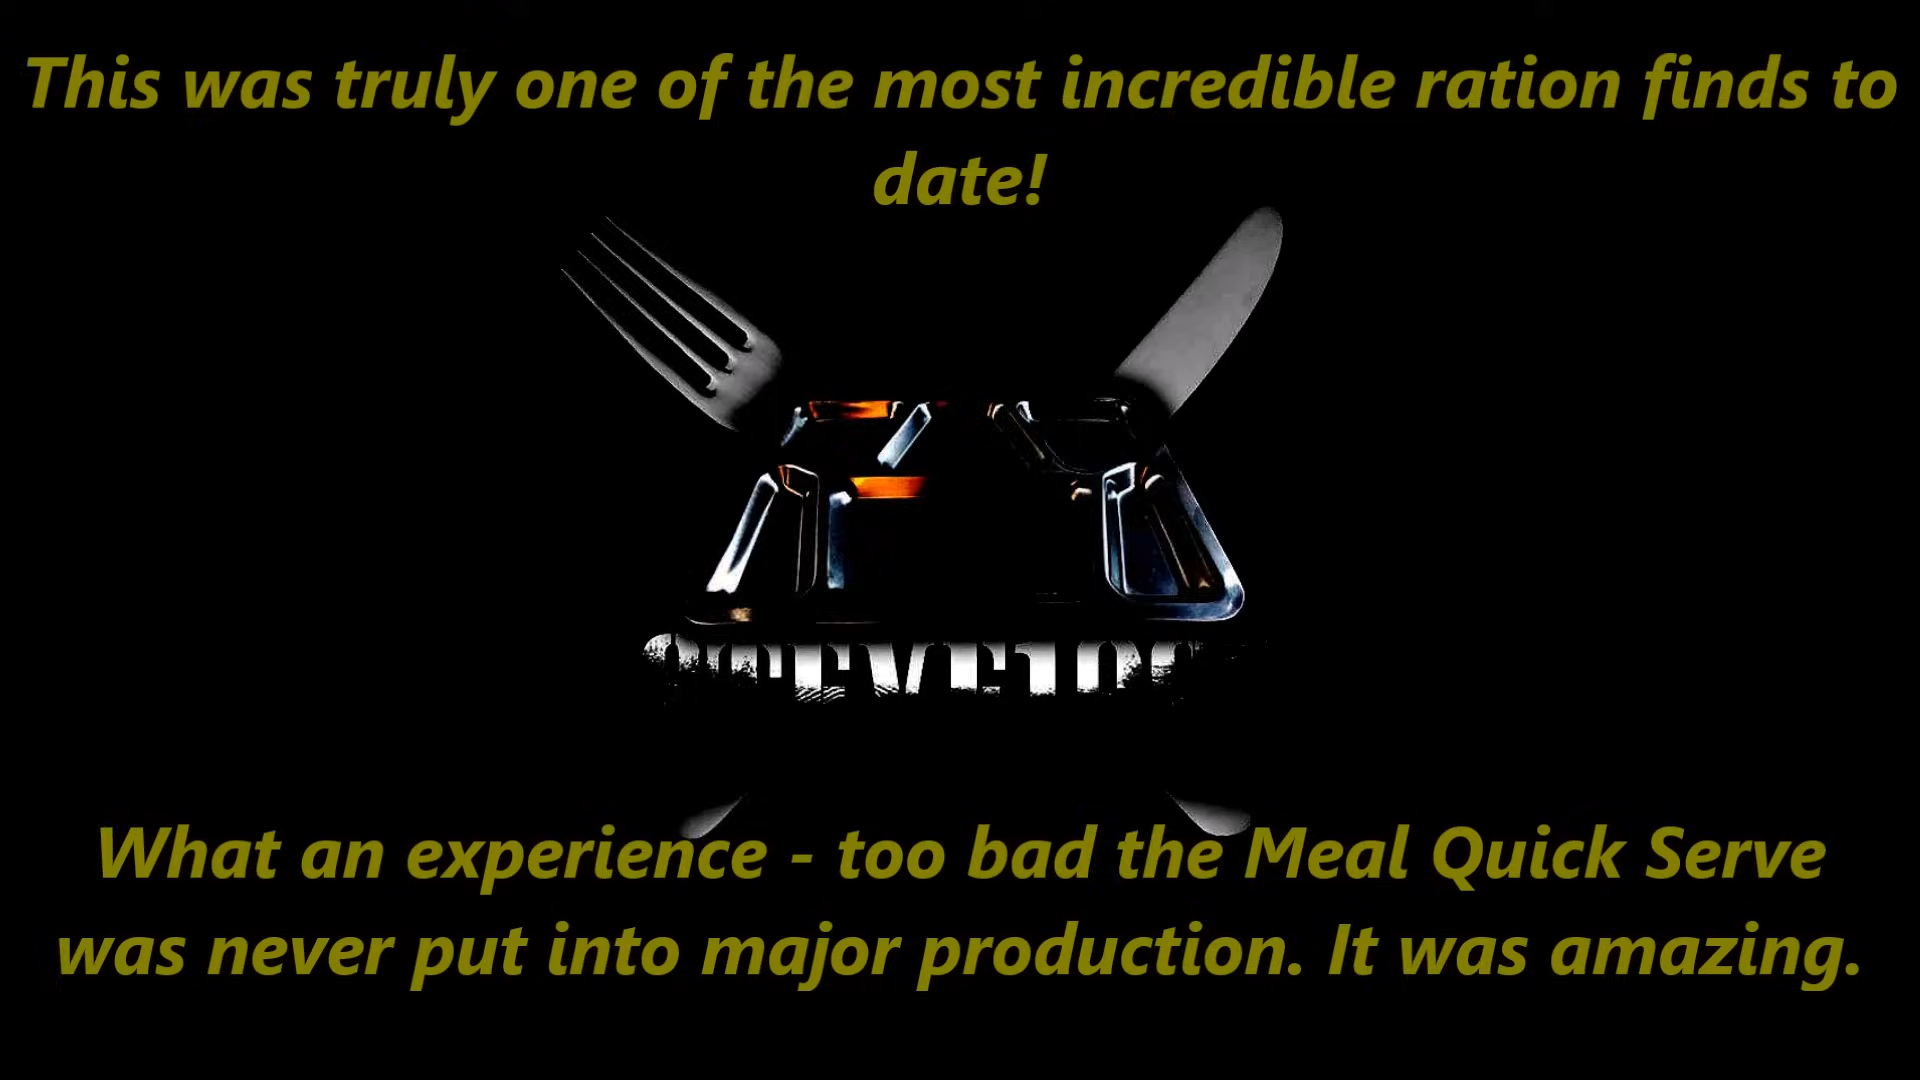 This was truly one of the most incredible ration finds to
date!
What an experience - too bad the Meal Quick Serve
was never put into major production. It was amazing.